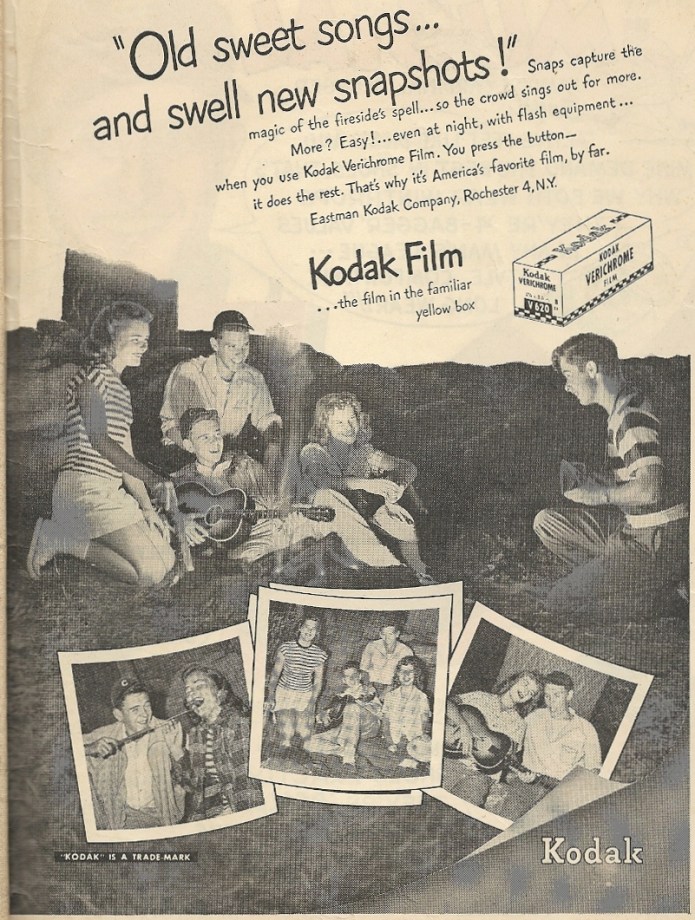 "Old sweet songs...
and swell new snapshots!" Snaps capture the
magic of the fireside's spell...so the crowd sings out for more.
More? Easy!...even at night, with flash equipment...
when you use Kodak Verichrome Film. You press the button—
it does the rest. That's why it's America's favorite film, by far.
Eastman Kodak Company, Rochester 4, N.Y.
Kodak Film
...the film in the familiar
yellow box
Kodak
Kodak
VERICHROME
V620
KODAK
VERICHROME
FILM
"KODAK" IS A TRADE-MARK
Kodak